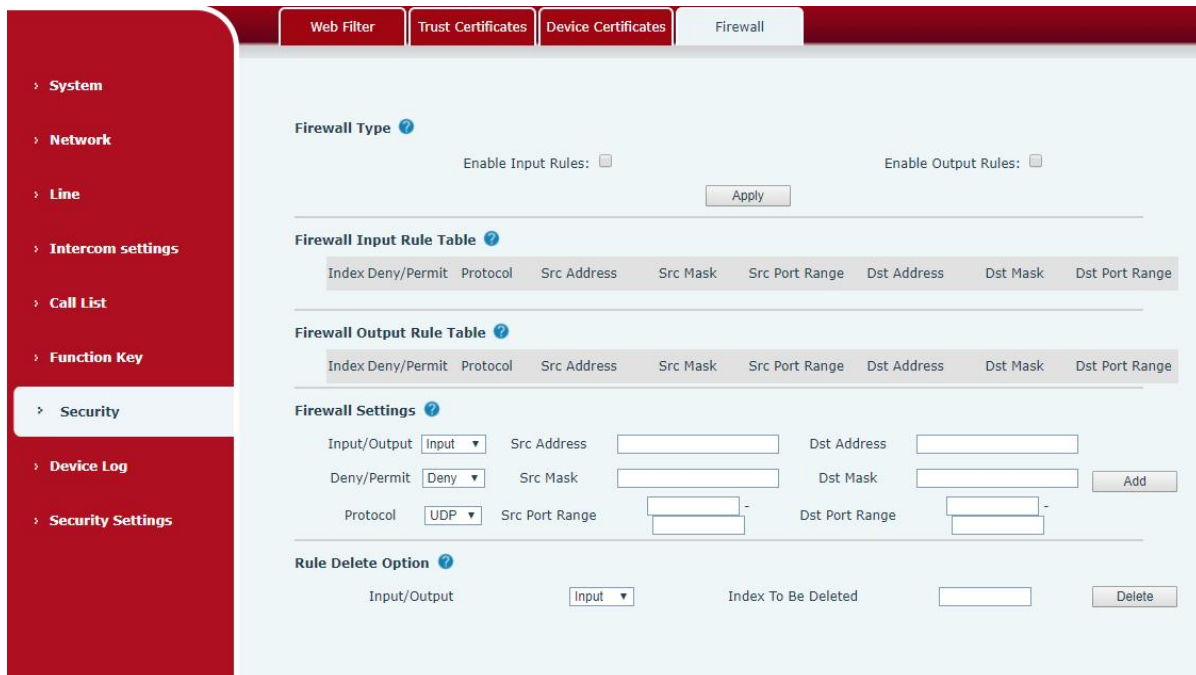 Web Filter Trust Certificates Device Certificates Firewall
System
Network
Line
Intercom settings
Call List
Function Key
Security
Device Log
Security Settings
Firewall Type ?
Enable Input Rules: Enable Output Rules:
Apply
Firewall Input Rule Table ?
Index Deny/Permit Protocol Src Address Src Mask Src Port Range Dst Address Dst Mask Dst Port Range
Firewall Output Rule Table ?
Index Deny/Permit Protocol Src Address Src Mask Src Port Range Dst Address Dst Mask Dst Port Range
Firewall Settings ?
Input/Output Input Src Address Dst Address
Deny/Permit Deny Src Mask Dst Mask Add
Protocol UDP Src Port Range - Dst Port Range -
Rule Delete Option ?
Input/Output Input Index To Be Deleted Delete